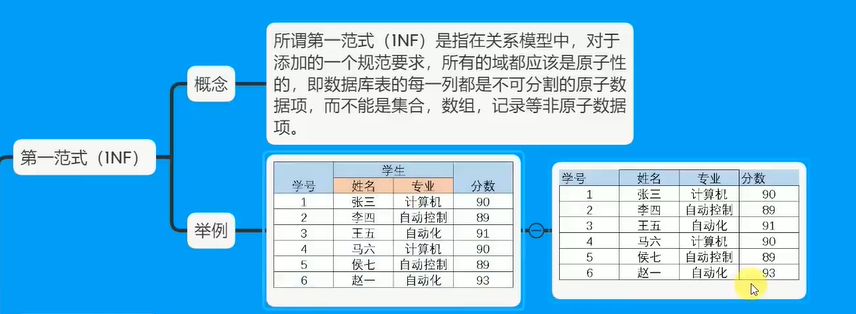 第一范式（1NF）
概念
所谓第一范式（1NF）是指在关系模型中，对于
添加的一个规范要求，所有的域都应该是原子性
的，即数据库表的每一列都是不可分割的原子数
据项，而不能是集合，数组，记录等非原子数据
项。
举例
学生
学号 姓名 专业 分数
1 张三 计算机 90
2 李四 自动控制 89
3 王五 自动化 91
4 马六 计算机 90
5 侯七 自动控制 89
6 赵一 自动化 93
学号 姓名 专业 分数
1 张三 计算机 90
2 李四 自动控制 89
3 王五 自动化 91
4 马六 计算机 90
5 侯七 自动控制 89
6 赵一 自动化 93